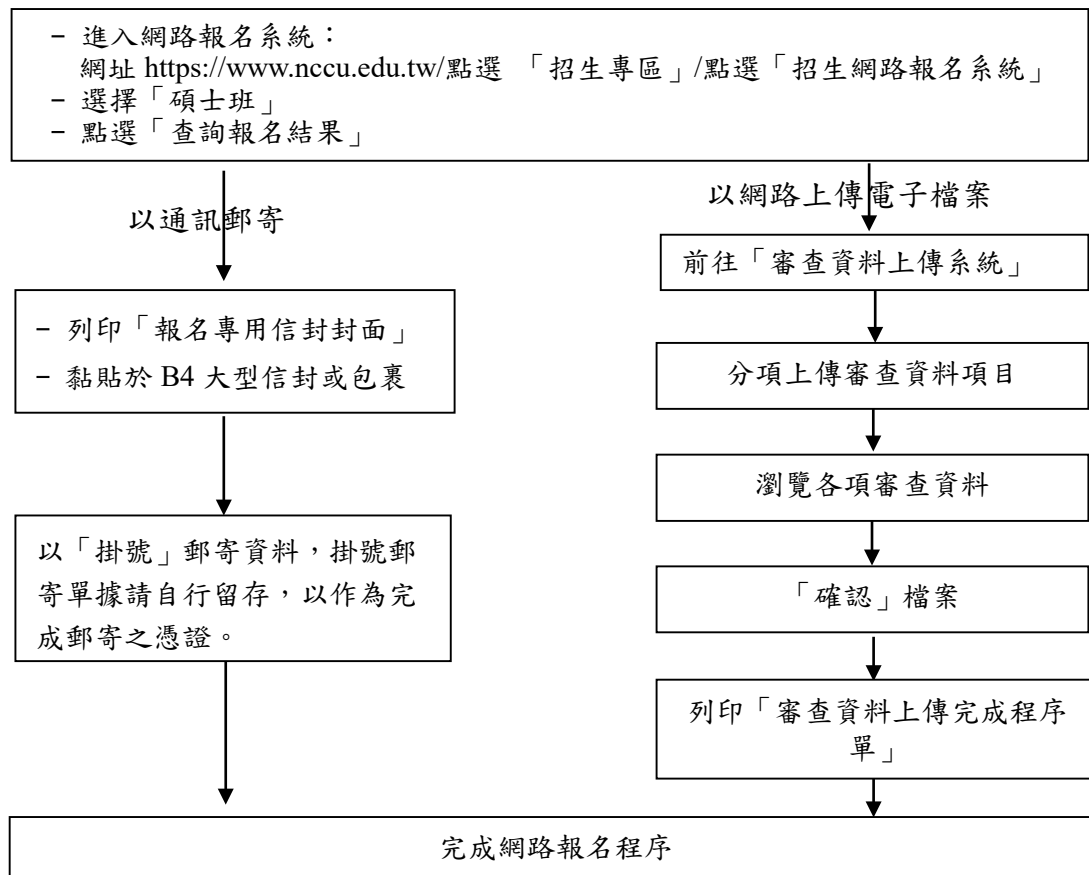 - 進入網路報名系統：
網址 https://www.nccu.edu.tw/點選 「招生專區」/點選「招生網路報名系統」
- 選擇「碩士班」
- 點選「查詢報名結果」
以通訊郵寄
- 列印「報名專用信封封面」
- 黏貼於 B4 大型信封或包裹
以「掛號」郵寄資料，掛號郵
寄單據請自行留存，以作為完
成郵寄之憑證。
以網路上傳電子檔案
前往「審查資料上傳系統」
分項上傳審查資料項目
瀏覽各項審查資料
「確認」檔案
列印「審查資料上傳完成程序
單」
完成網路報名程序